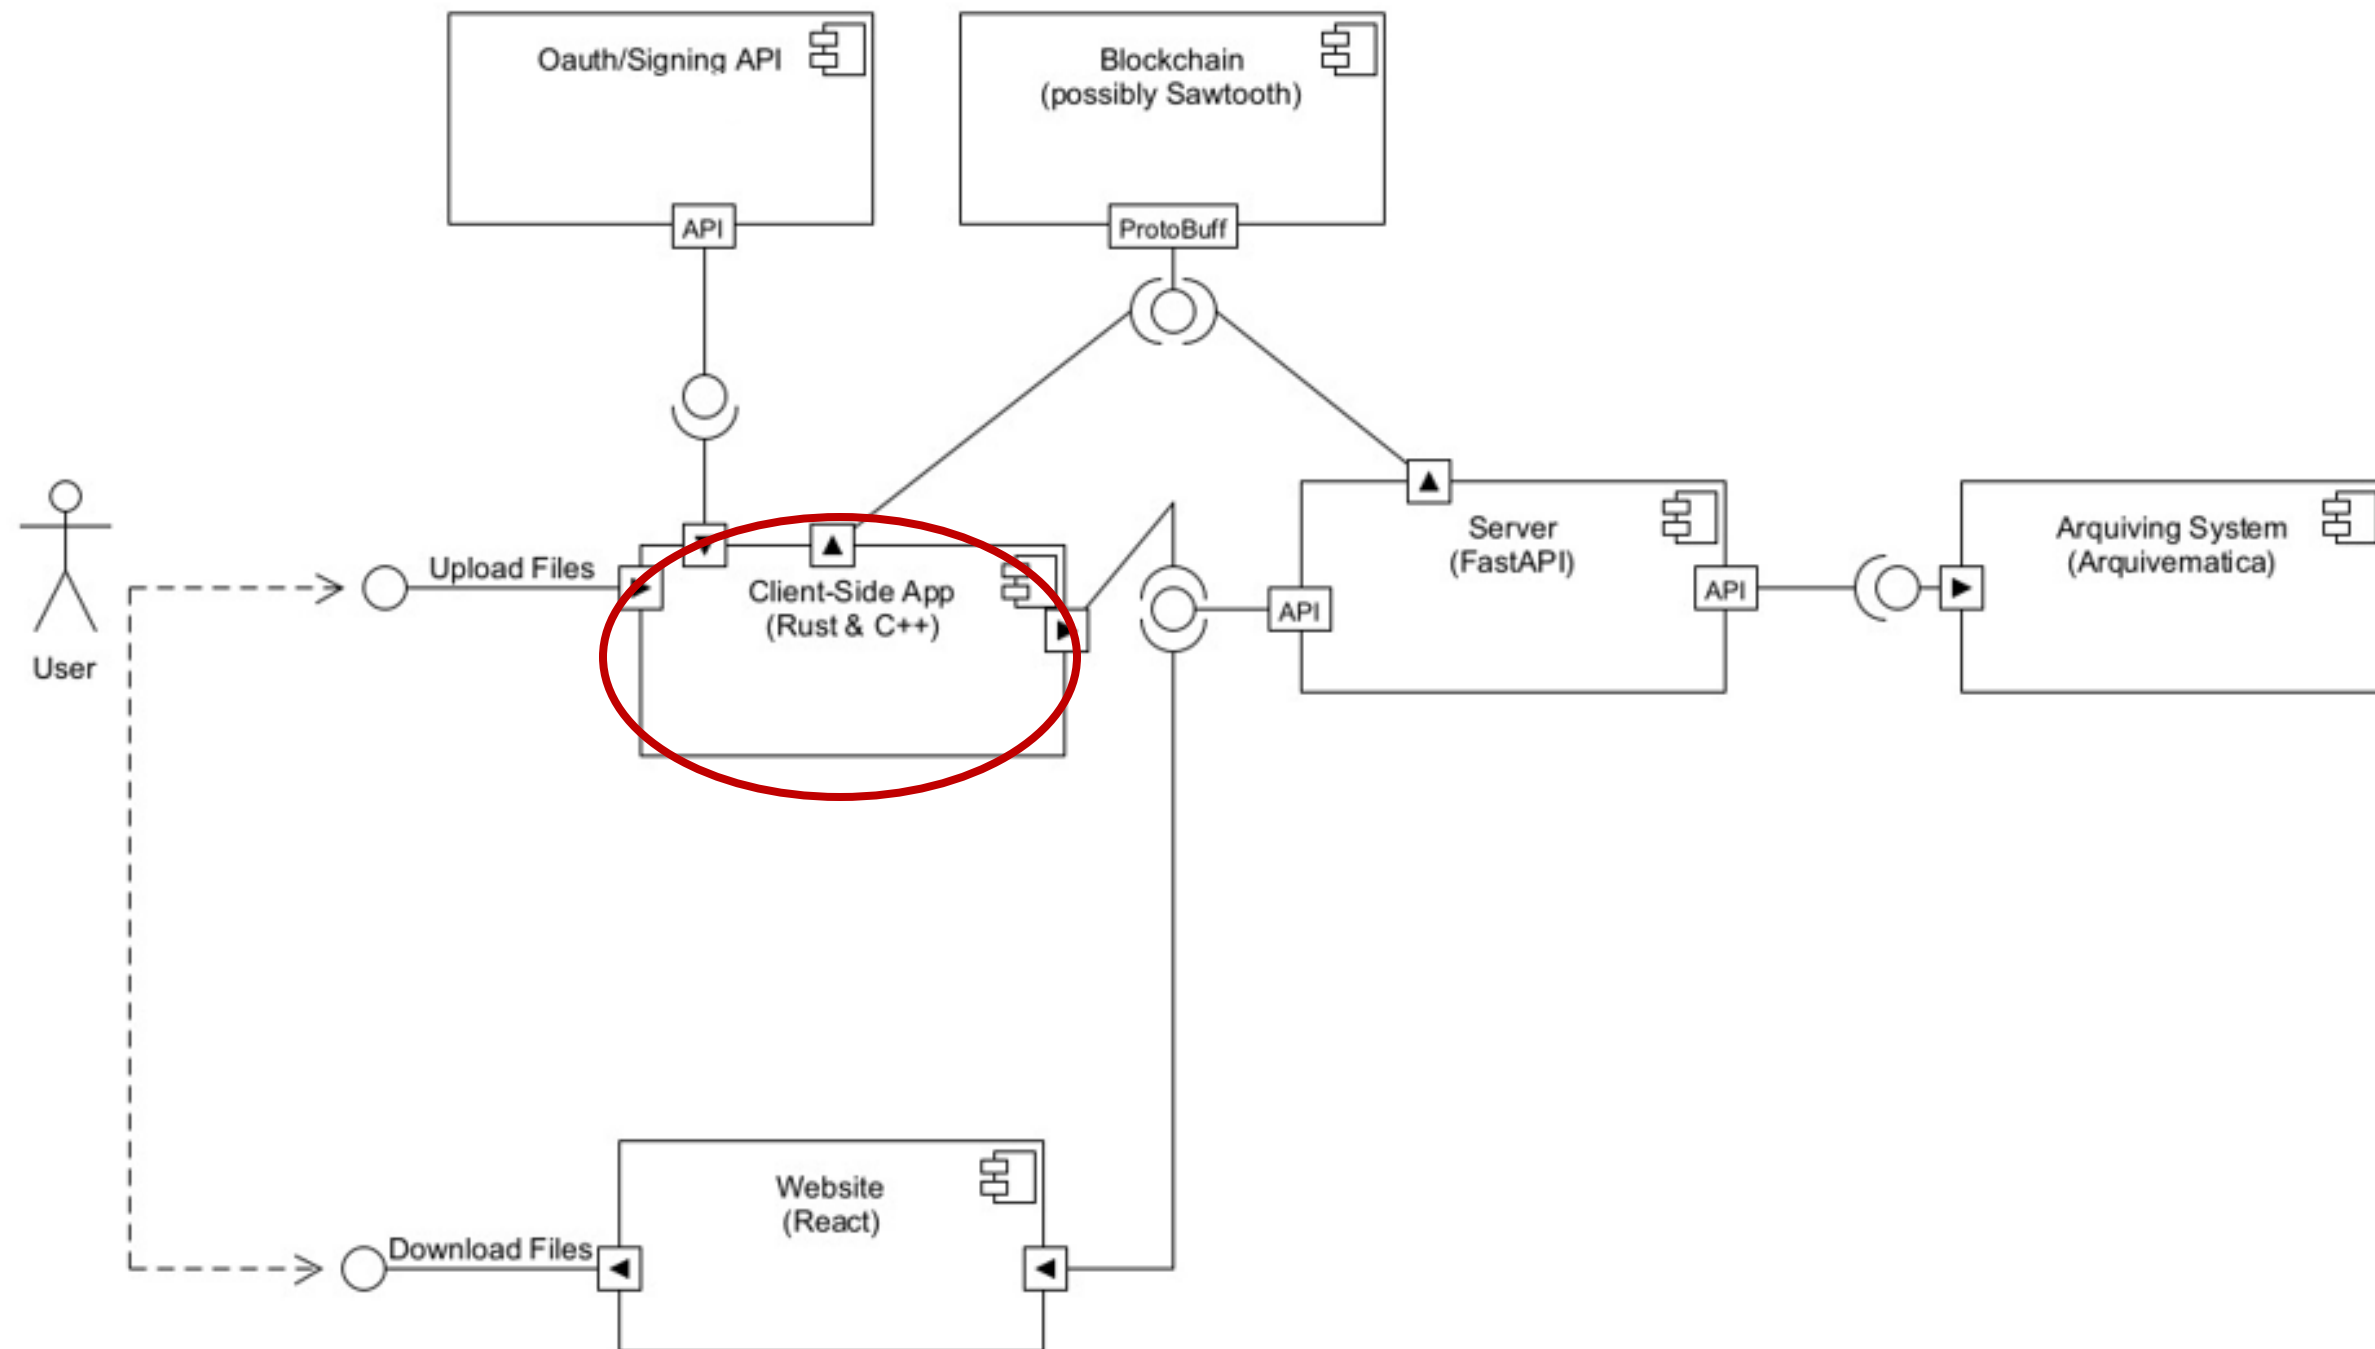 Oauth/Signing API
API
Blockchain
(possibly Sawtooth)
ProtoBuff
User
Upload Files
Client-Side App
(Rust & C++)
API
Server
(FastAPI)
API
Arquiving System
(Arquivematica)
Download Files
Website
(React)